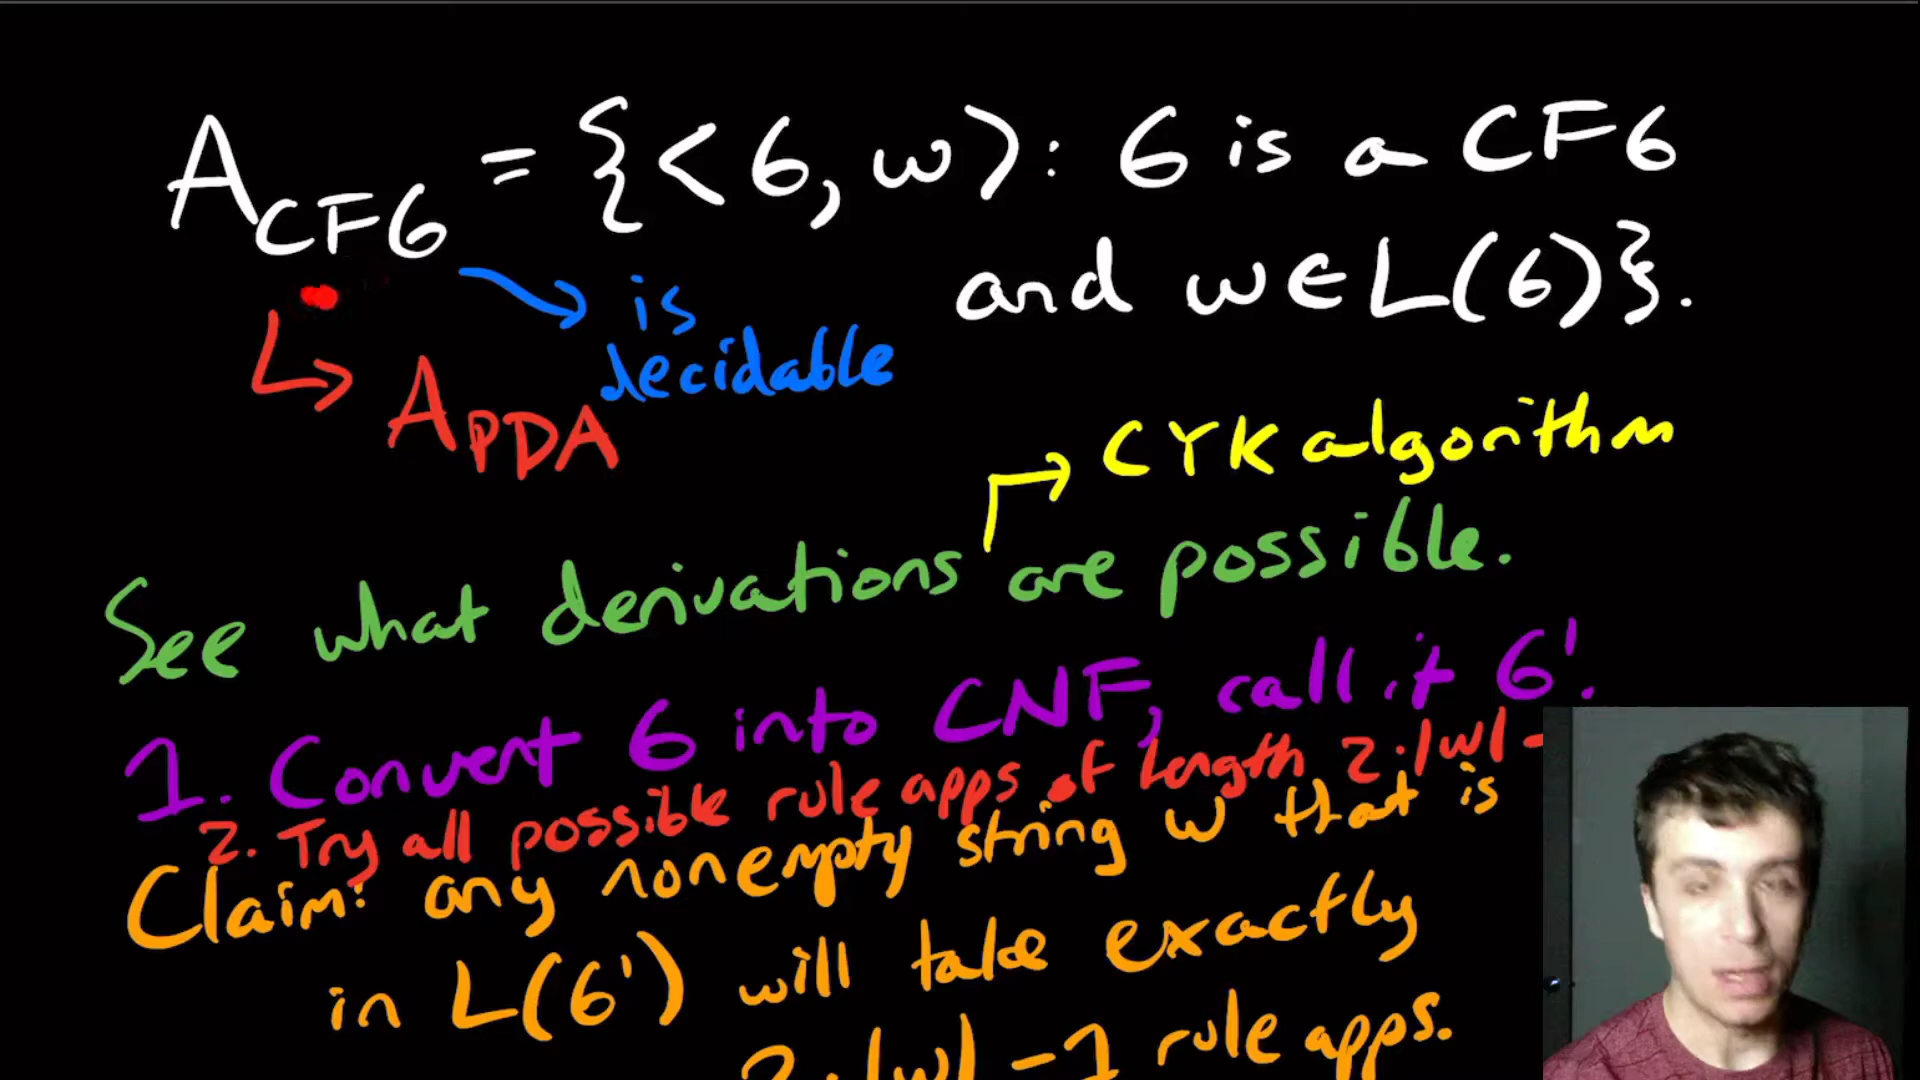 A_CFG = {<G, w>: G is a CFG
and w∈L(G)}.
is
decidable
A_PDA
CYK algorithm
See what derivations are possible.
1. Convert G into CNF, call it G'.
2. Try all possible rule apps of length 2·|w| -
Claim: any nonempty string w that is
in L(G') will take exactly
2·|w| - 1 rule apps.